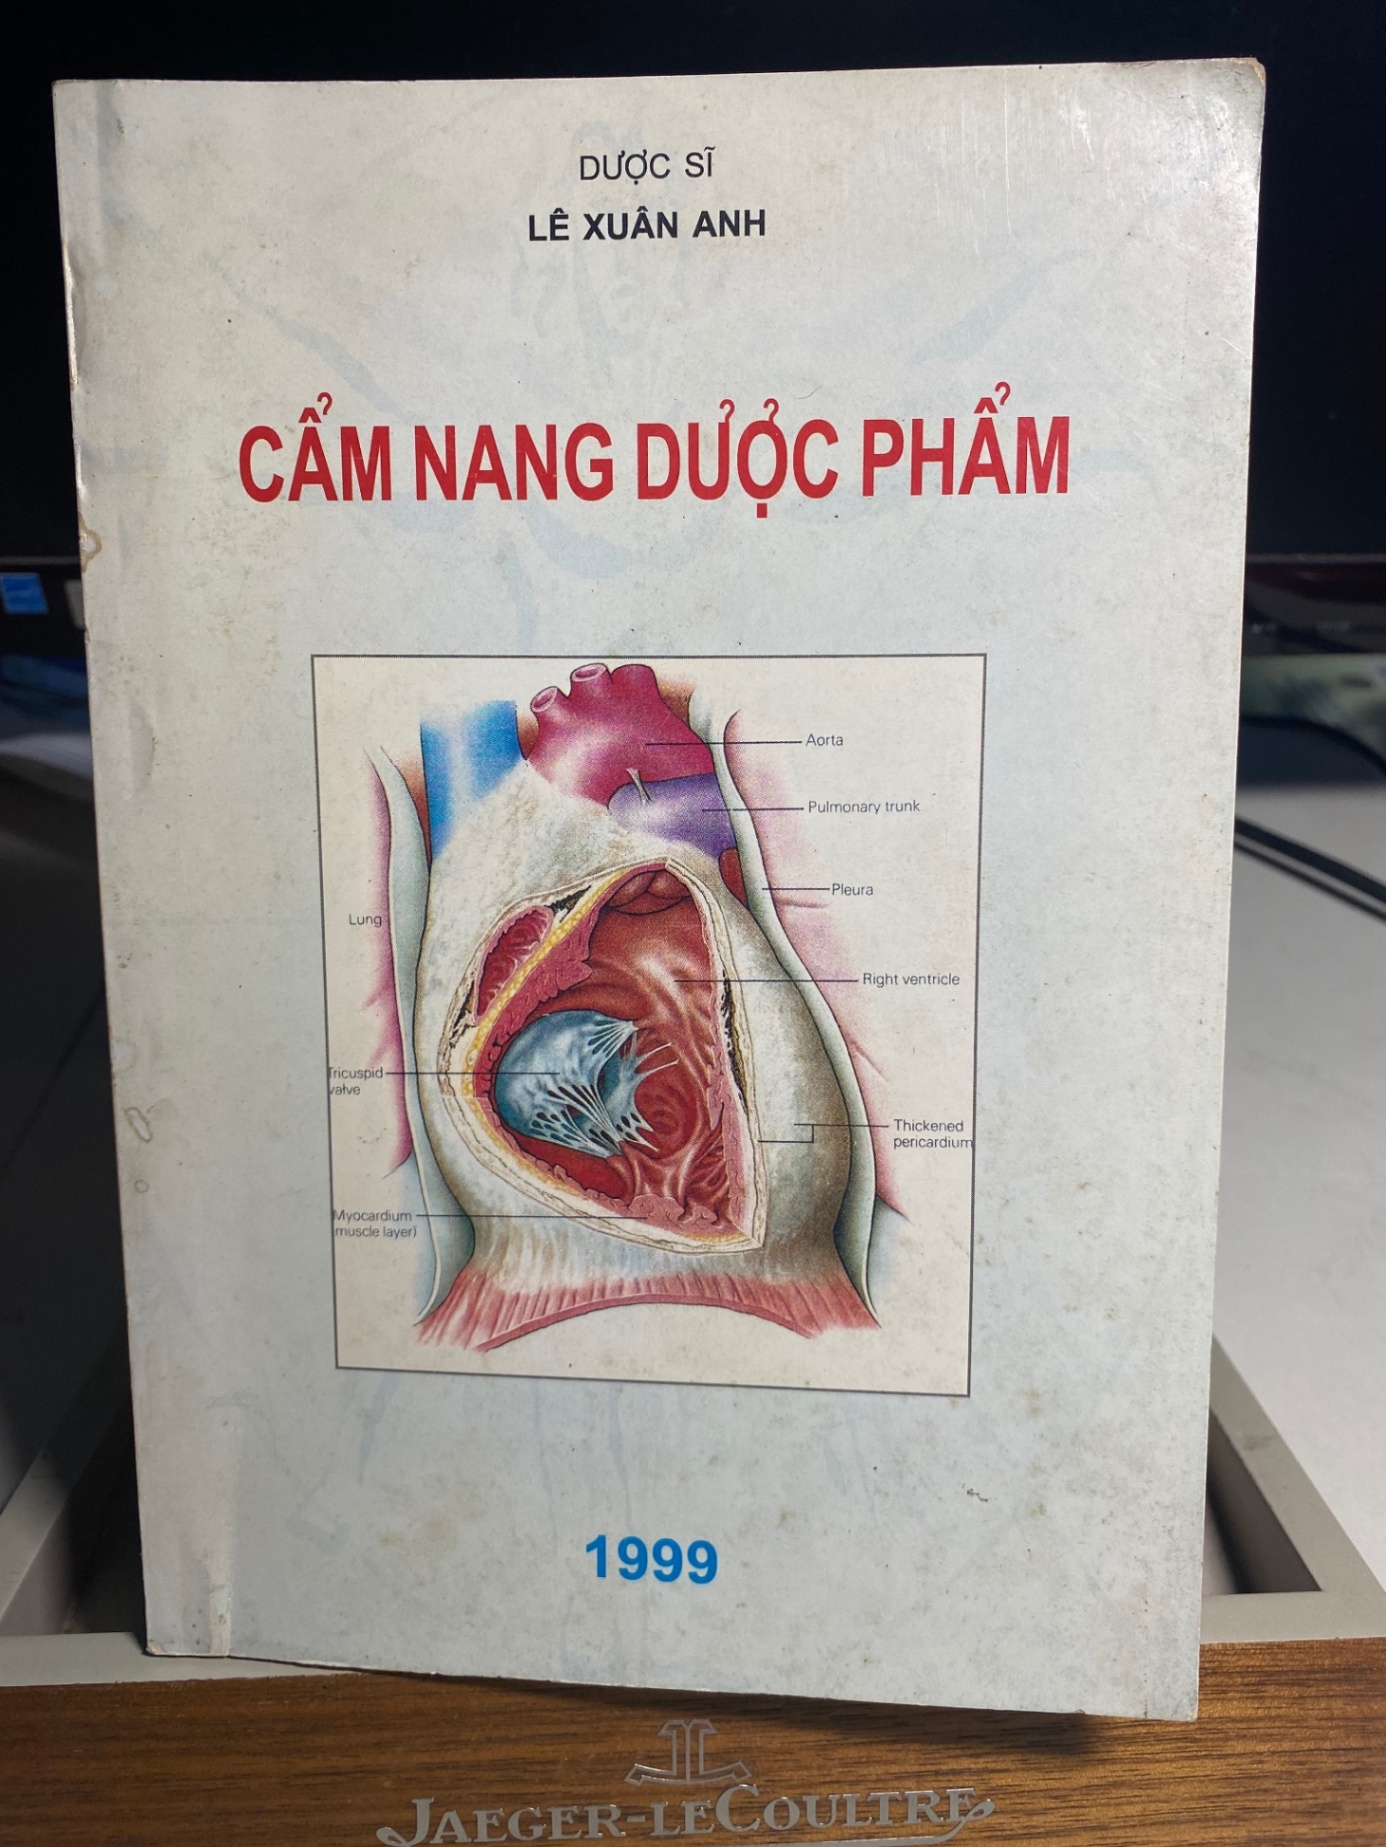 DƯỢC SĨ
LÊ XUÂN ANH
CẨM NANG DƯỢC PHẨM
Aorta
Pulmonary trunk
Pleura
Lung
Right ventricle
Tricuspid
valve
Thickened
pericardium
Myocardium
(muscle layer)
1999
JAEGER-LECOULTRE